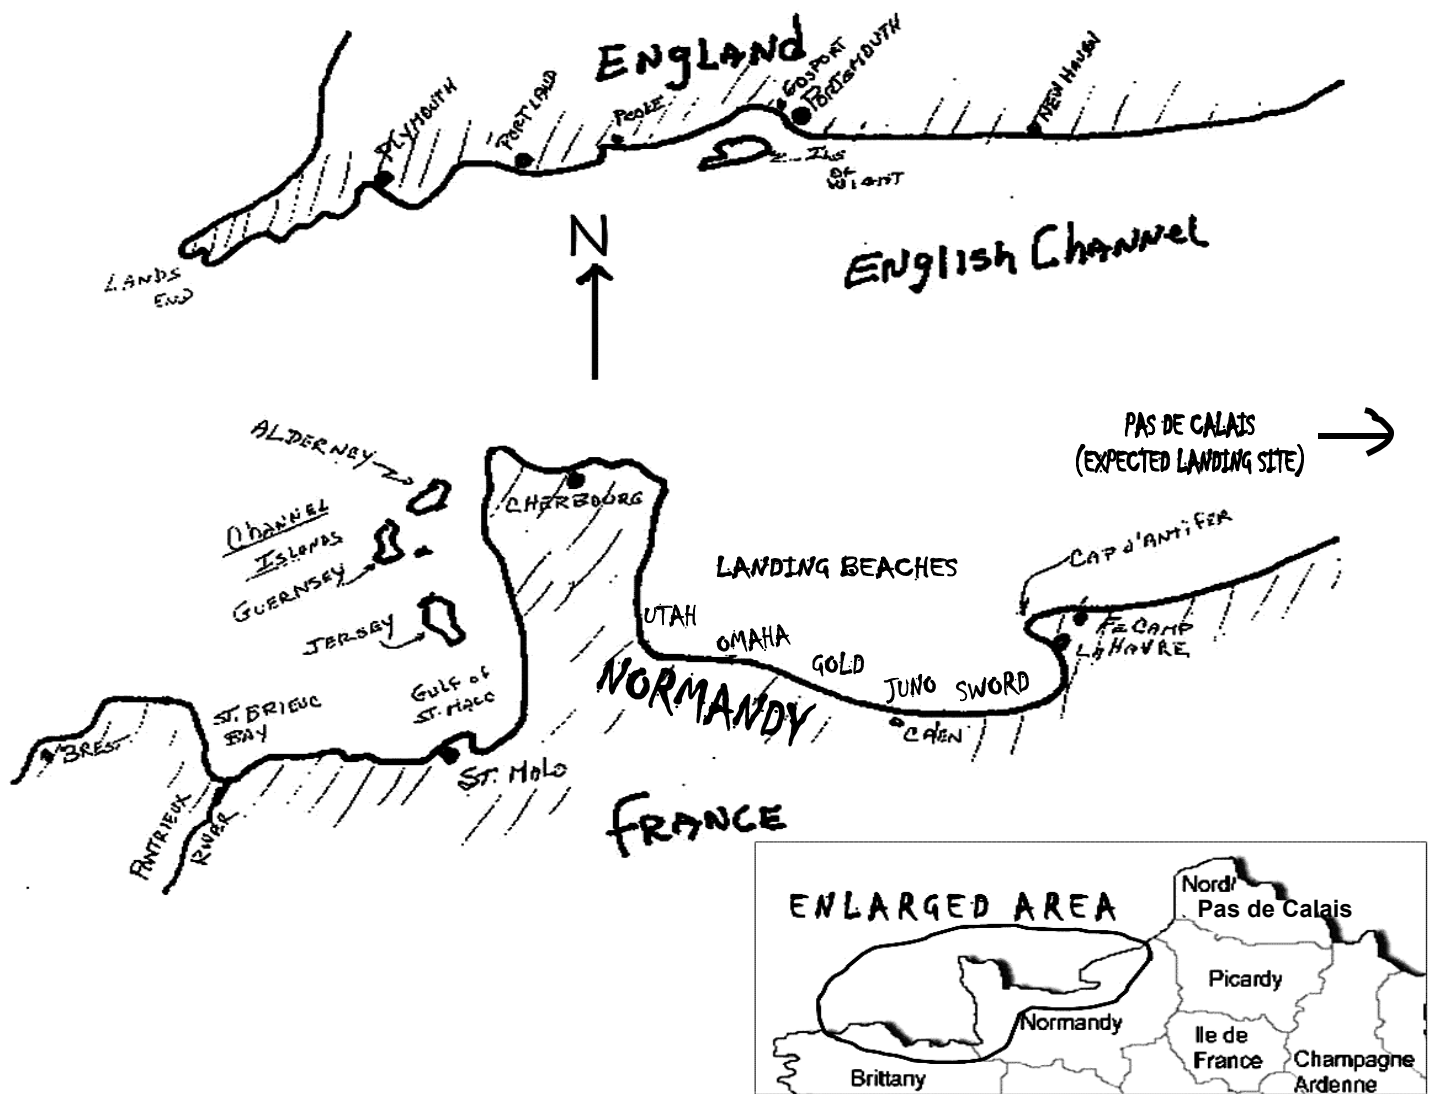 ENGLAND
PLYMOUTH
PORTLAND
POOLE
GOSPORT
PORTSMOUTH
NEW HAVEN
OF
WIGHT
LANDS
END
N
ENGLISH CHANNEL
PAS DE CALAIS
(EXPECTED LANDING SITE)
ALDERNEY
CHANNEL
ISLANDS
GUERNSEY
JERSEY
CHERBOURG
LANDING BEACHES
CAP D'ANTIFER
UTAH
OMAHA
GOLD
JUNO
SWORD
FECAMP
LA HAVRE
NORMANDY
CAEN
GULF OF
ST. MALO
ST. BRIEUC
BAY
BREST
ST. MALO
PONTRIEUX
RIVER
FRANCE
ENLARGED AREA
Nord/
Pas de Calais
Picardy
Normandy
Ile de
France
Champagne
Ardenne
Brittany